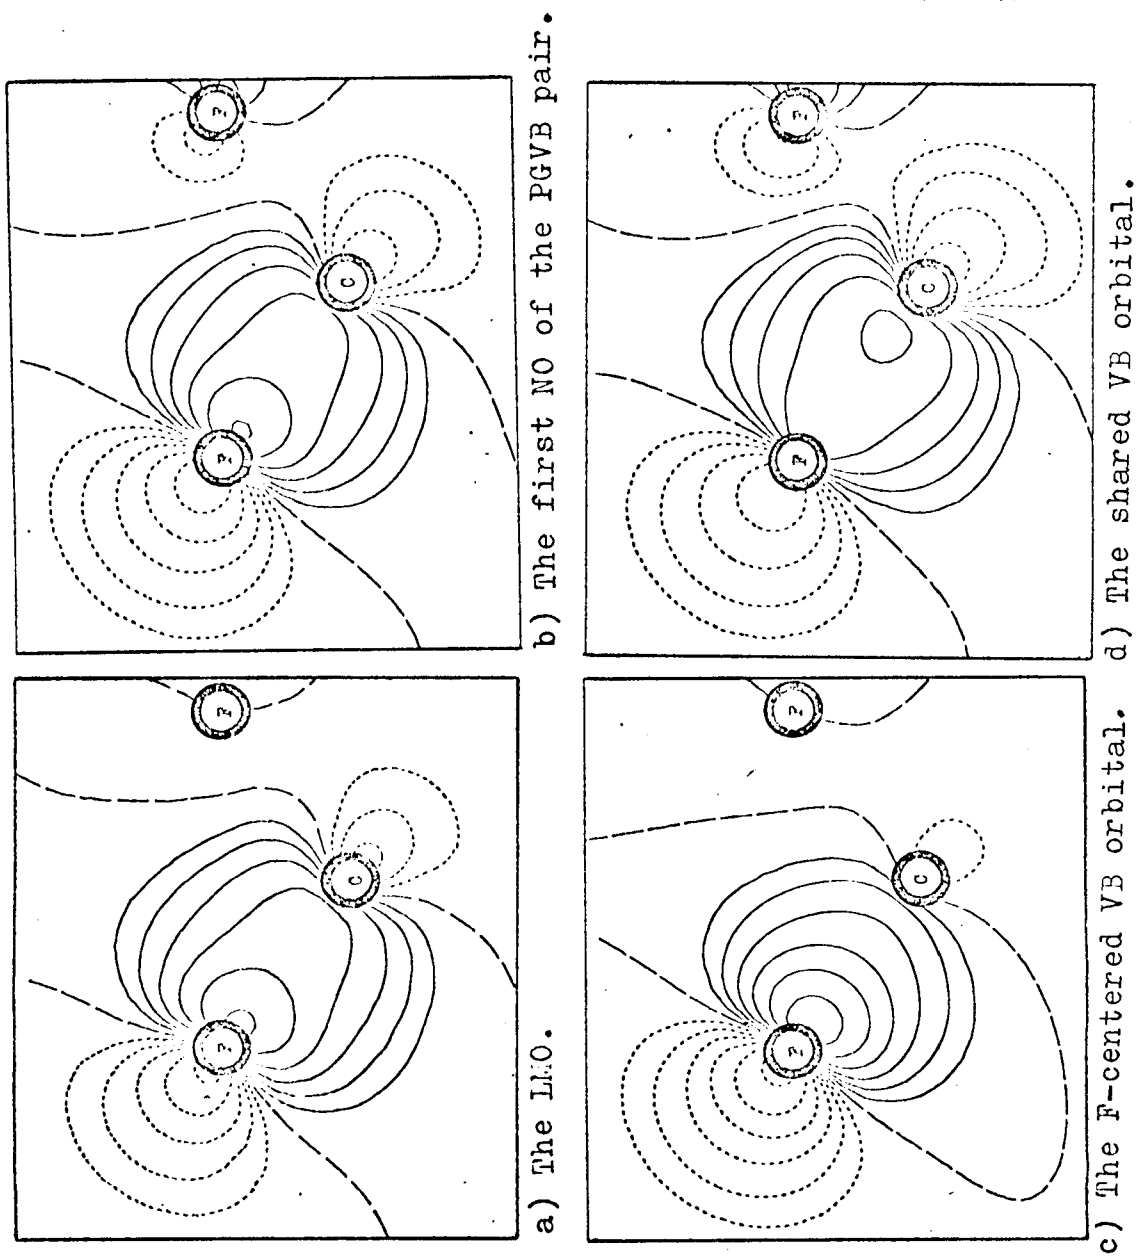 F
F
C
a) The LMO.
F
F
C
b) The first NO of the PGVB pair.
F
F
C
c) The F-centered VB orbital.
F
F
C
d) The shared VB orbital.